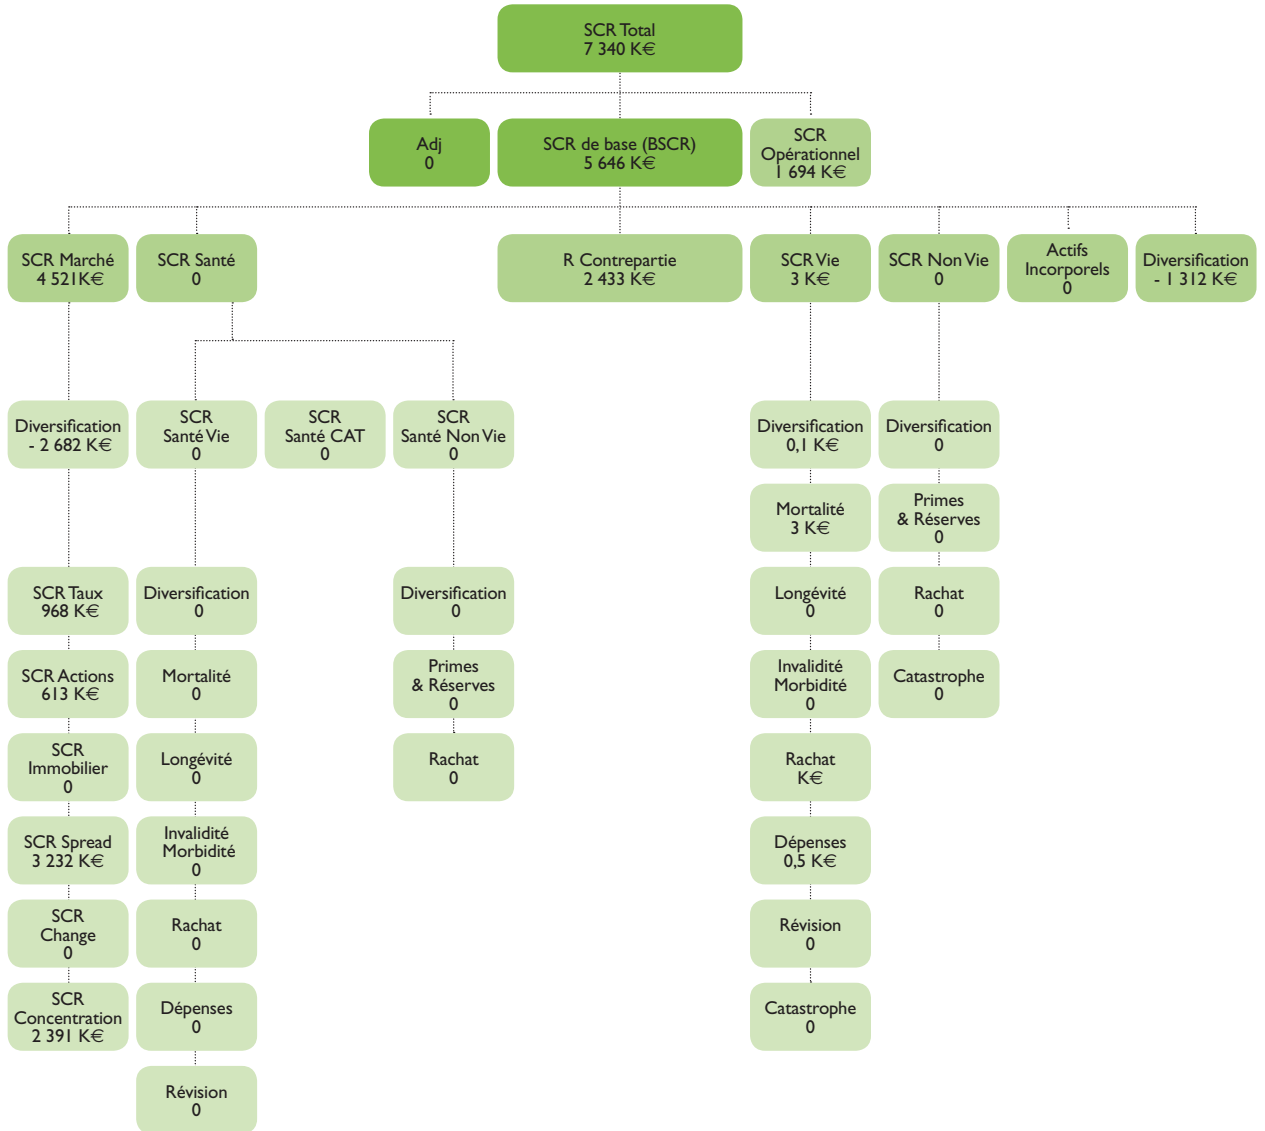 SCR Total
7 340 K€
Adj
0
SCR de base (BSCR)
5 646 K€
SCR
Opérationnel
1 694 K€
SCR Marché
4 521K€
SCR Santé
0
R Contrepartie
2 433 K€
SCR Vie
3 K€
SCR Non Vie
0
Actifs
Incorporels
0
Diversification
- 1 312 K€
Diversification
- 2 682 K€
SCR
Santé Vie
0
SCR
Santé CAT
0
SCR
Santé Non Vie
0
Diversification
0,1 K€
Diversification
0
Mortalité
3 K€
Primes
& Réserves
0
SCR Taux
968 K€
Diversification
0
Diversification
0
Longévité
0
Rachat
0
SCR Actions
613 K€
Mortalité
0
Primes
& Réserves
0
Invalidité
Morbidité
0
Catastrophe
0
SCR
Immobilier
0
Longévité
0
Rachat
0
Rachat
K€
SCR Spread
3 232 K€
Invalidité
Morbidité
0
Dépenses
0,5 K€
SCR
Change
0
Rachat
0
Révision
0
SCR
Concentration
2 391 K€
Dépenses
0
Catastrophe
0
Révision
0